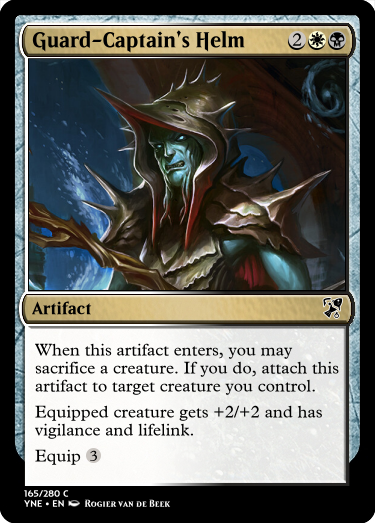 Guard-Captain's Helm 2
Artifact
When this artifact enters, you may
sacrifice a creature. If you do, attach this
artifact to target creature you control.
Equipped creature gets +2/+2 and has
vigilance and lifelink.
Equip 3
165/280 C
YNE • EN Rogier van de Beek